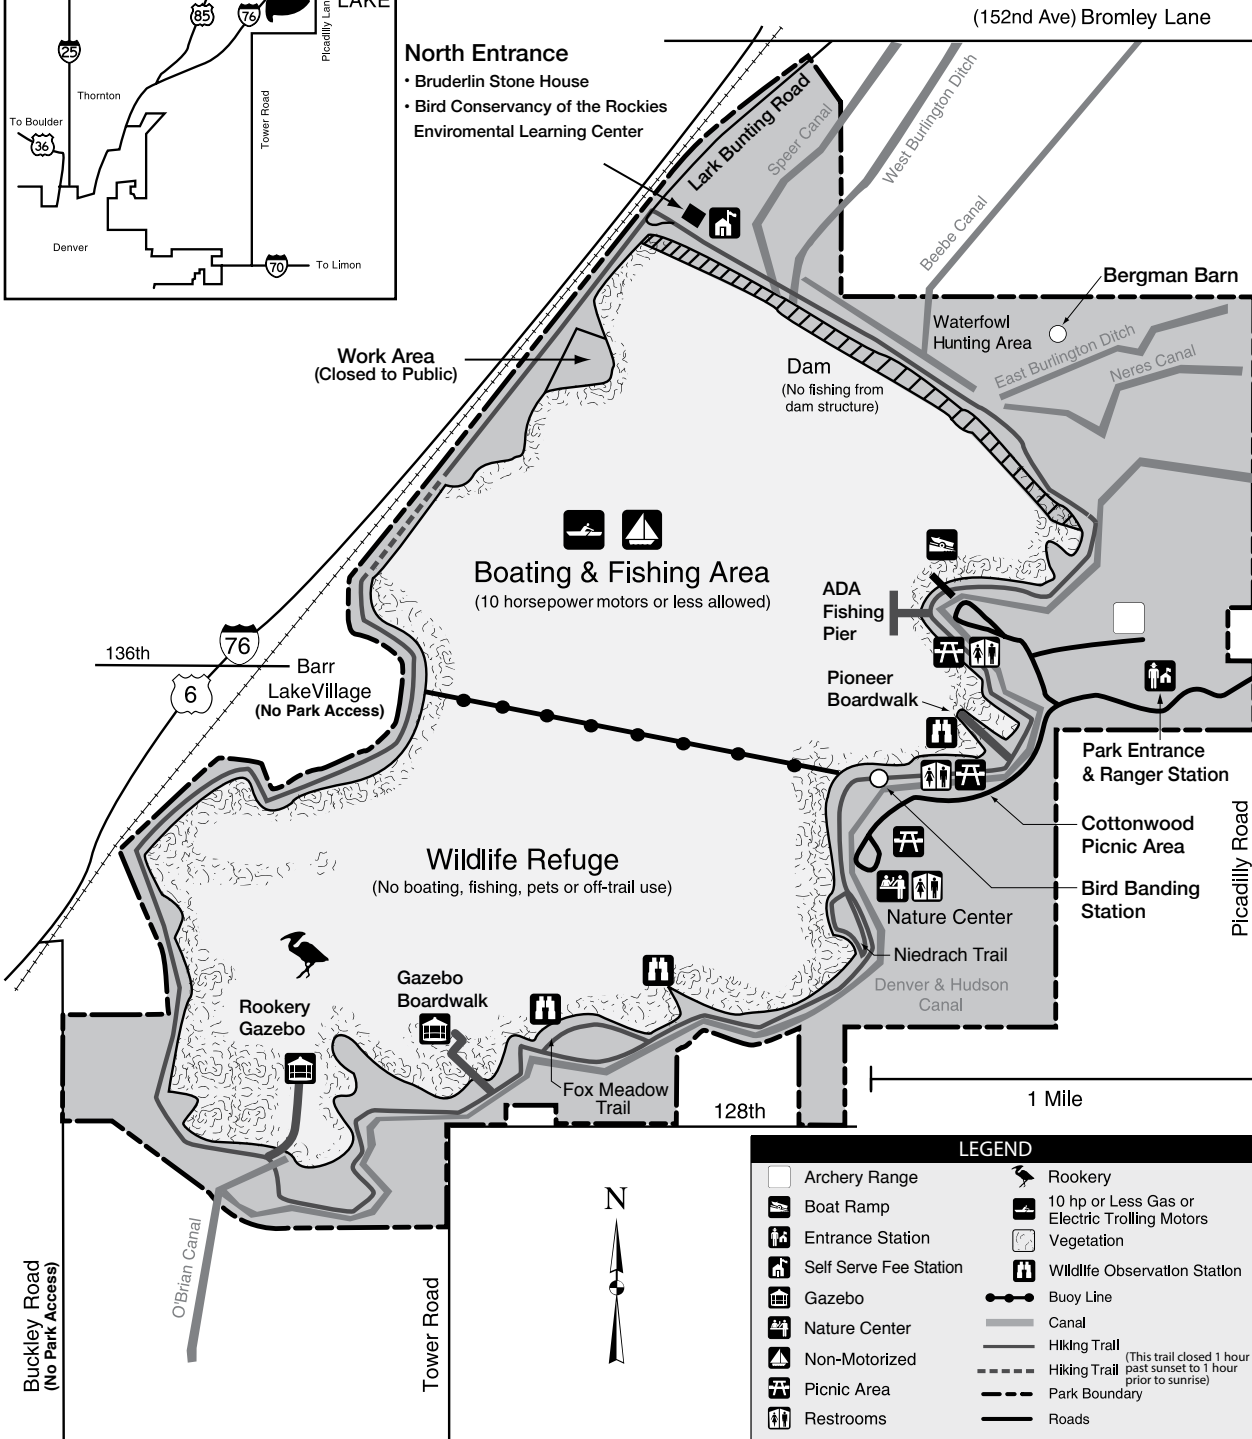 LAKE
85
76
25
Picadilly Lan
Thornton
To Boulder
36
Tower Road
Denver
70
To Limon
(152nd Ave) Bromley Lane
North Entrance
• Bruderlin Stone House
• Bird Conservancy of the Rockies
Enviromental Learning Center
Lark Bunting Road
Speer Canal
West Burlington Ditch
Beebe Canal
Bergman Barn
Waterfowl
Hunting Area
East Burlington Ditch
Neres Canal
Work Area
(Closed to Public)
Dam
(No fishing from
dam structure)
Boating & Fishing Area
(10 horsepower motors or less allowed)
ADA
Fishing
Pier
76
136th
6
Barr
LakeVillage
(No Park Access)
Pioneer
Boardwalk
Park Entrance
& Ranger Station
Cottonwood
Picnic Area
Picadilly Road
Wildlife Refuge
(No boating, fishing, pets or off-trail use)
Bird Banding
Station
Nature Center
Niedrach Trail
Denver & Hudson
Canal
Gazebo
Boardwalk
Rookery
Gazebo
Fox Meadow
Trail
128th
1 Mile
N
O'Brian Canal
Buckley Road
(No Park Access)
Tower Road
LEGEND
Archery Range
Boat Ramp
Entrance Station
Self Serve Fee Station
Gazebo
Nature Center
Non-Motorized
Picnic Area
Restrooms
Rookery
10 hp or Less Gas or
Electric Trolling Motors
Vegetation
Wildlife Observation Station
Buoy Line
Canal
Hiking Trail
Hiking Trail
(This trail closed 1 hour
past sunset to 1 hour
prior to sunrise)
Park Boundary
Roads